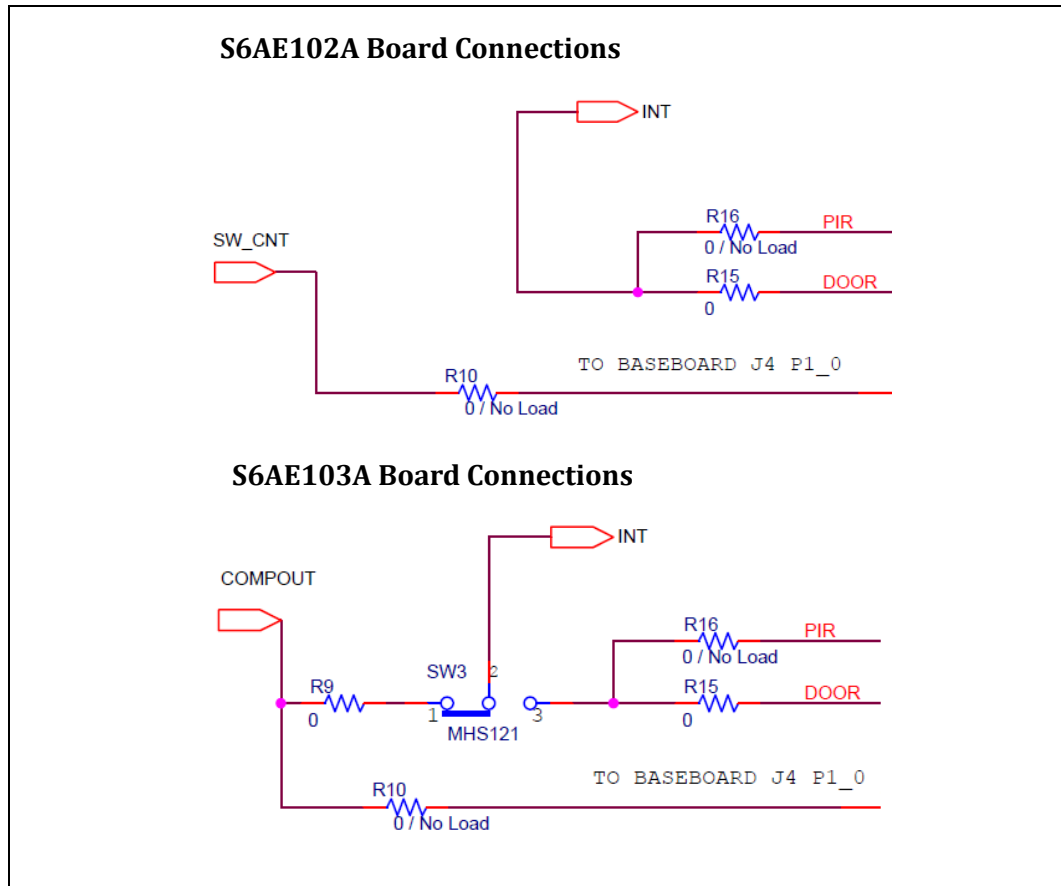 S6AE102A Board Connections
INT
R16
PIR
0 / No Load
SW_CNT
R15
DOOR
0
TO BASEBOARD J4 P1_0
R10
0 / No Load
S6AE103A Board Connections
INT
COMPOUT
R16
PIR
0 / No Load
SW3
2
R9
R15
DOOR
0
1
3
0
MHS121
TO BASEBOARD J4 P1_0
R10
0 / No Load